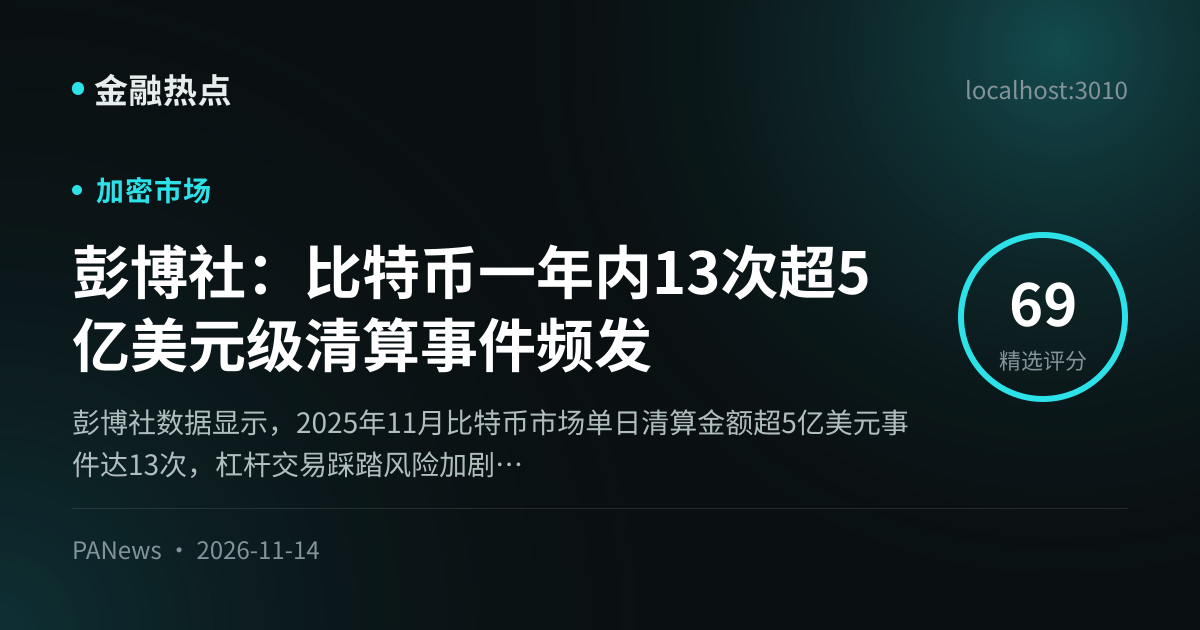 金融热点
localhost:3010
加密市场
彭博社：比特币一年内13次超5
亿美元级清算事件频发
69
精选评分
彭博社数据显示，2025年11月比特币市场单日清算金额超5亿美元事
件达13次，杠杆交易踩踏风险加剧…
PANews • 2026-11-14